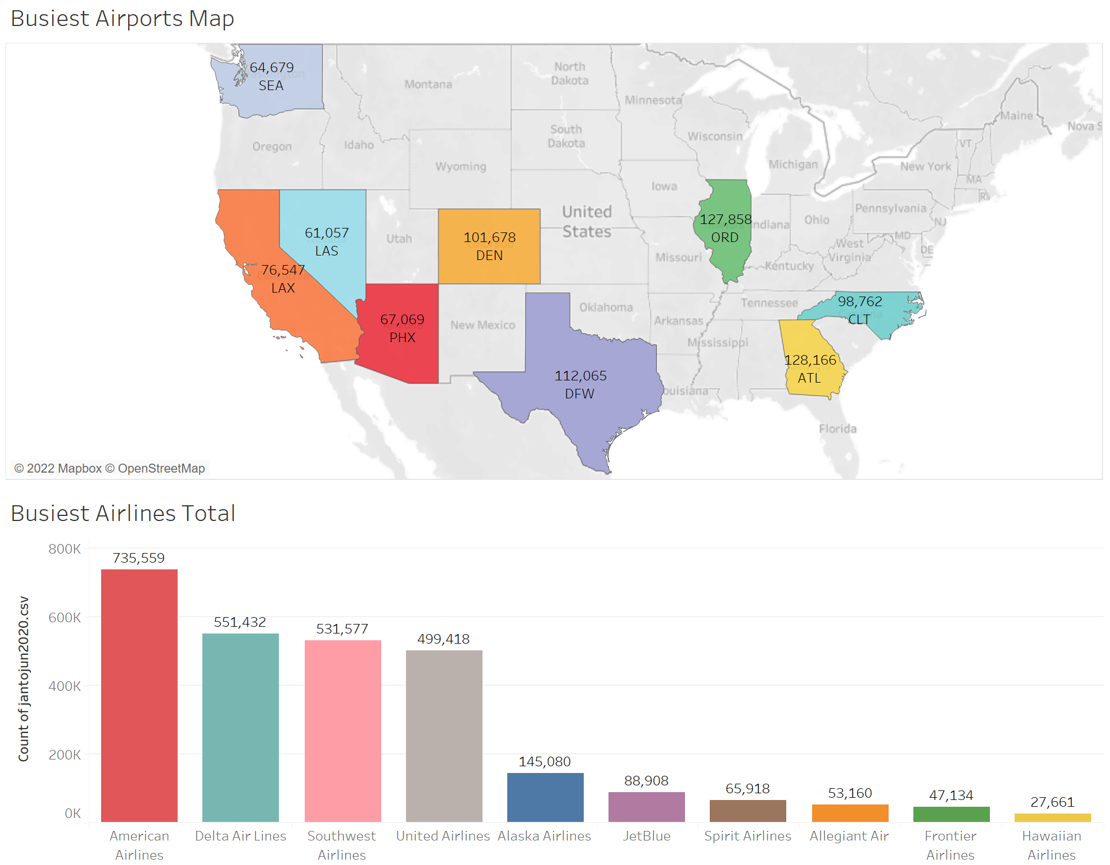 Busiest Airports Map
64,679
SEA
North
Dakota
Montana
Minnesota
Maine
Nova S
Oregon
Idaho
South
Dakota
Wisconsin
VT
Wyoming
Michigan
New York
MA
RI
Iowa
127,858
ORD
Indiana
Ohio
Pennsylvania
NJ
61,057
LAS
Utah
101,678
DEN
United
States
Missouri
Kentucky
West
Virginia
MD
DE
76,547
LAX
67,069
PHX
New Mexico
Oklahoma
Arkansas
Tennessee
98,762
CLT
Mississippi
112,065
DFW
128,166
ATL
ouisiana
Florida
© 2022 Mapbox © OpenStreetMap
Busiest Airlines Total
Count of jantojun2020.csv
800K
600K
400K
200K
0K
735,559
551,432
531,577
499,418
145,080
88,908
65,918
53,160
47,134
27,661
American
Airlines
Delta Air Lines
Southwest
Airlines
United Airlines
Alaska Airlines
JetBlue
Spirit Airlines
Allegiant Air
Frontier
Airlines
Hawaiian
Airlines